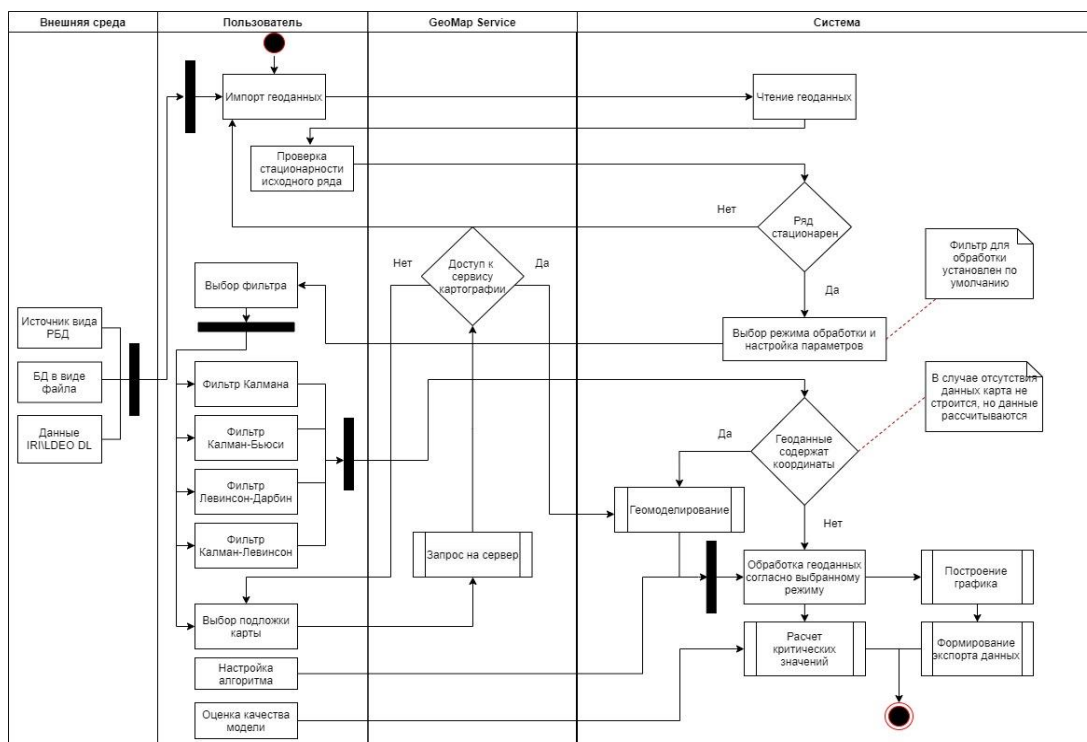 Внешняя среда
Пользователь
GeoMap Service
Система
Импорт геоданных
Чтение геоданных
Проверка
стационарности
исходного ряда
Нет
Ряд
стационарен
Да
Фильтр для
обработки
установлен по
умолчанию
Нет
Доступ к
сервису
картографии
Да
Выбор фильтра
Источник вида
РБД
Выбор режима обработки и
настройка параметров
БД в виде
файла
Фильтр Калмана
В случае отсутствия
данных карта не
строится, но данные
рассчитываются
Данные
IRI\LDEO DL
Фильтр
Калман-Бьюси
Да
Геоданные
содержат
координаты
Фильтр
Левинсон-Дарбин
Геомоделирование
Нет
Фильтр
Калман-Левинсон
Запрос на сервер
Обработка геоданных
согласно выбранному
режиму
Построение
графика
Выбор подложки
карты
Расчет
критических
значений
Формирование
экспорта данных
Настройка
алгоритма
Оценка качества
модели